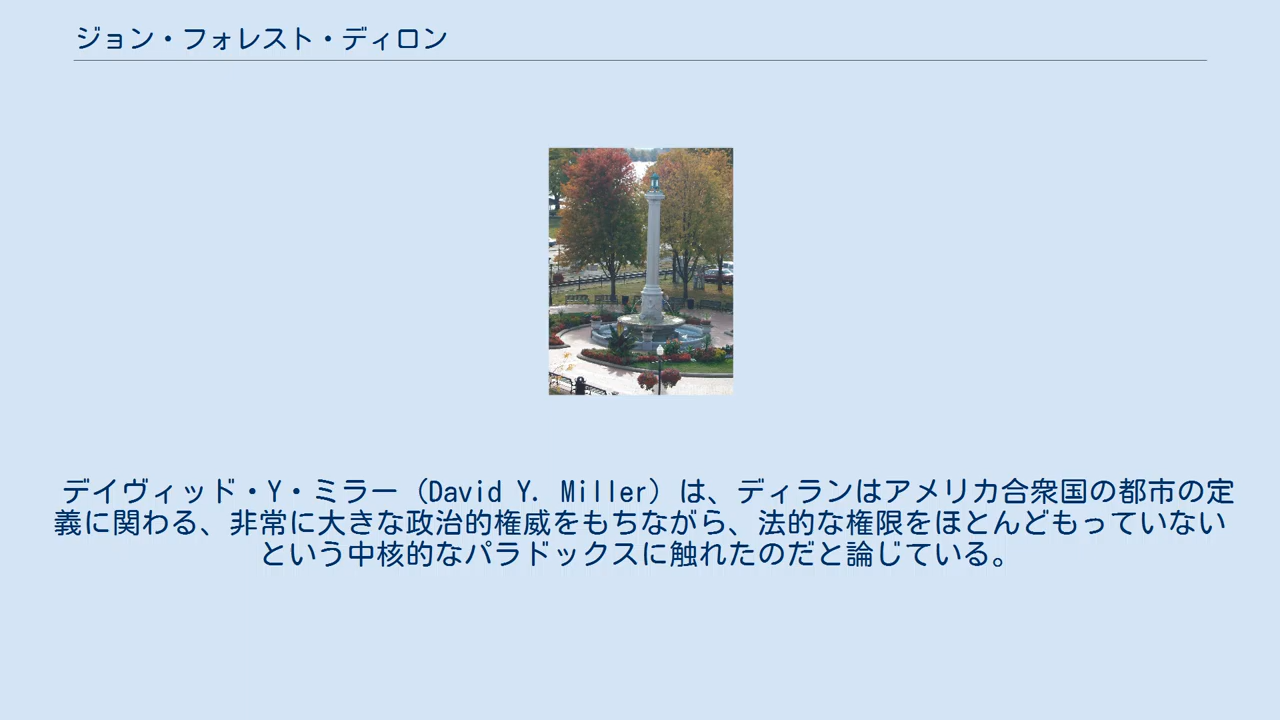 ジョン・フォレスト・ディロン
デイヴィッド・Y・ミラー（David Y. Miller）は、ディランはアメリカ合衆国の都市の定
義に関わる、非常に大きな政治的権威をもちながら、法的な権限をほとんどもっていない
という中核的なパラドックスに触れたのだと論じている。